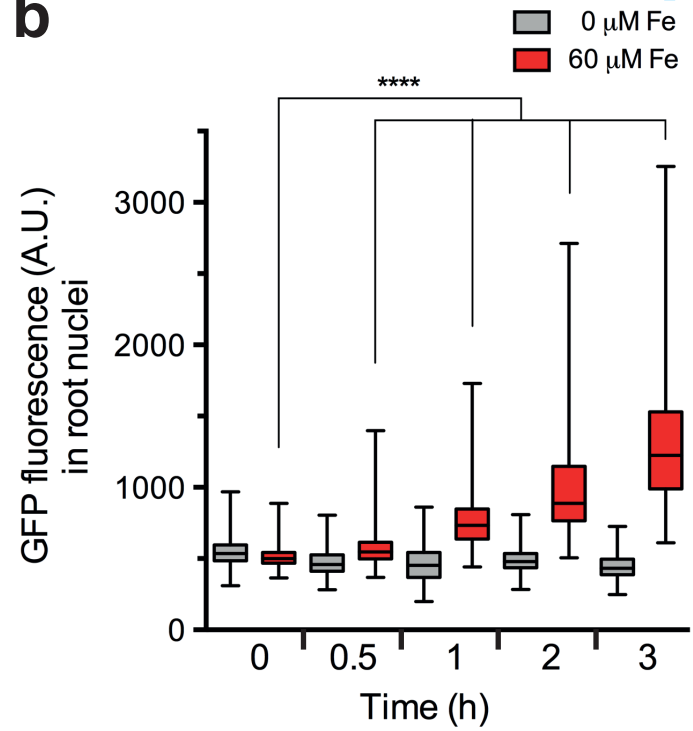 b
0 μM Fe
60 μM Fe
****
3000
2000
1000
0
GFP fluorescence (A.U.)
in root nuclei
0 0.5 1 2 3
Time (h)